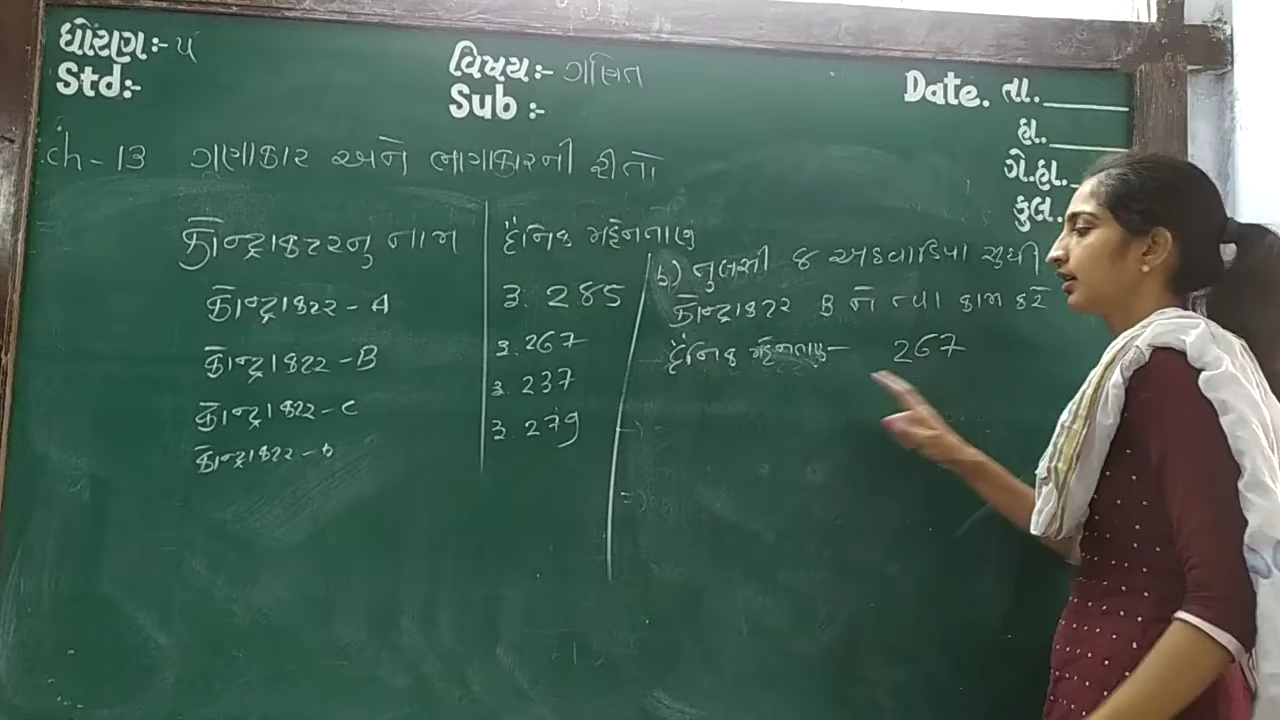 ધોરણ:- ૫
Std:-
વિષય:- ગણિત
Sub:-
Date. તા.
હા.
ગે.હા.
કુલ.
ch - 13 ગુણાકાર અને ભાગાકારની રીતો
કોન્ટ્રાક્ટરનુ નામ
દૈનિક મહેનતાણુ
કોન્ટ્રાક્ટર - A
રૂ. 285
કોન્ટ્રાક્ટર - B
રૂ. 267
કોન્ટ્રાક્ટર - C
રૂ. 237
કોન્ટ્રાક્ટર - D
રૂ. 279
b) તુલસી ૪ અઠવાડિયા સુધી
કોન્ટ્રાક્ટર B ને ત્યા કામ કરે
દૈનિક મહેનતાણુ - 267